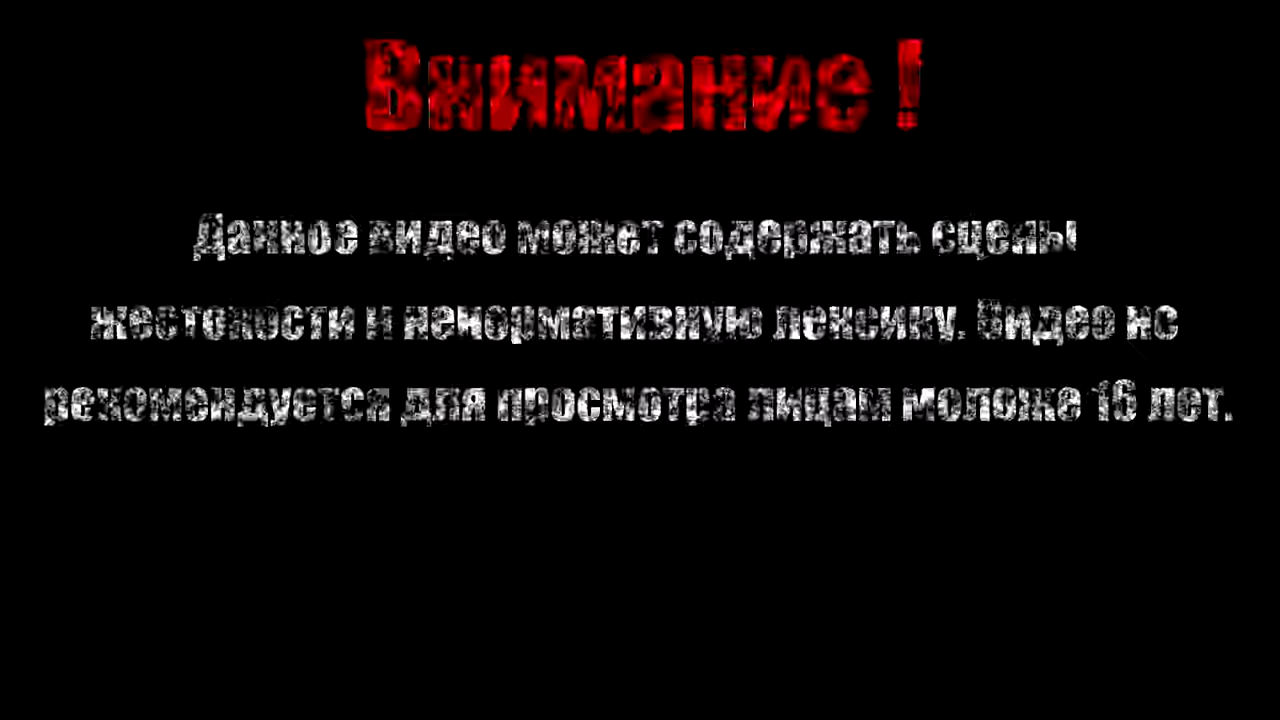 Внимание !
Данное видео может содержать сцены
жестокости и ненормативную лексику. Видео не
рекомендуется для просмотра лицам моложе 16 лет.